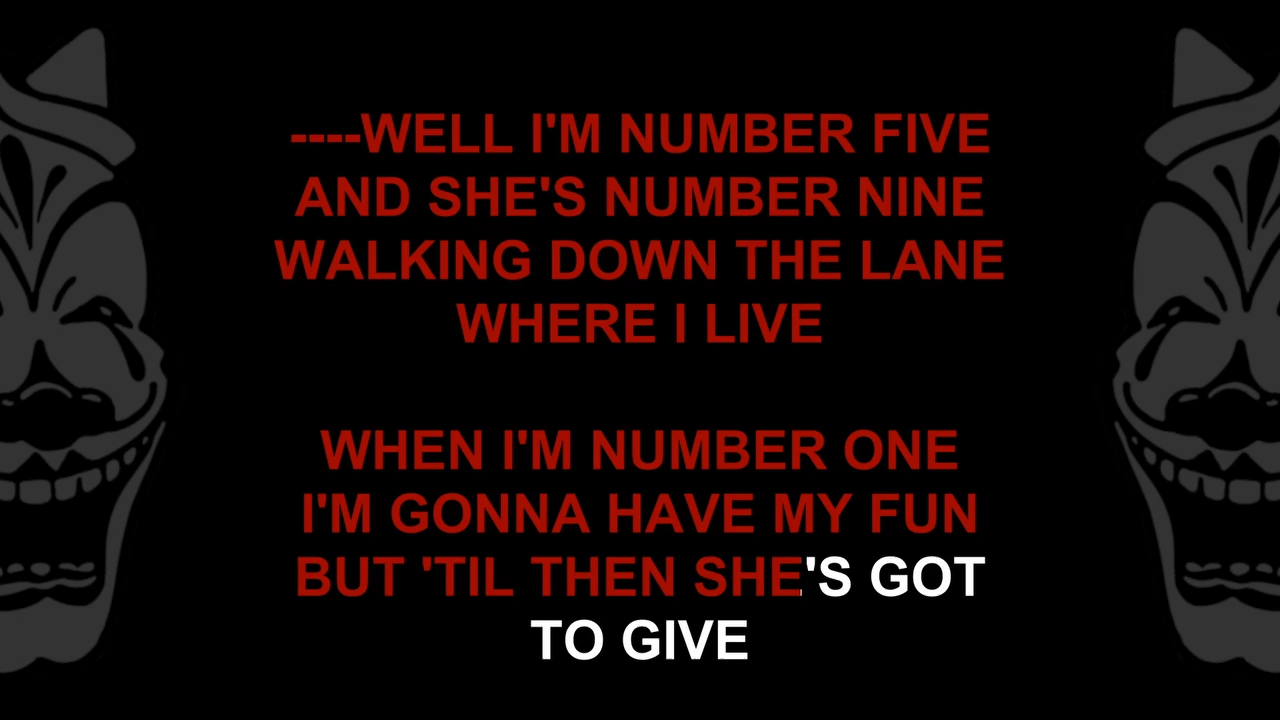 ----WELL I'M NUMBER FIVE
AND SHE'S NUMBER NINE
WALKING DOWN THE LANE
WHERE I LIVE
WHEN I'M NUMBER ONE
I'M GONNA HAVE MY FUN
BUT 'TIL THEN SHE'S GOT
TO GIVE